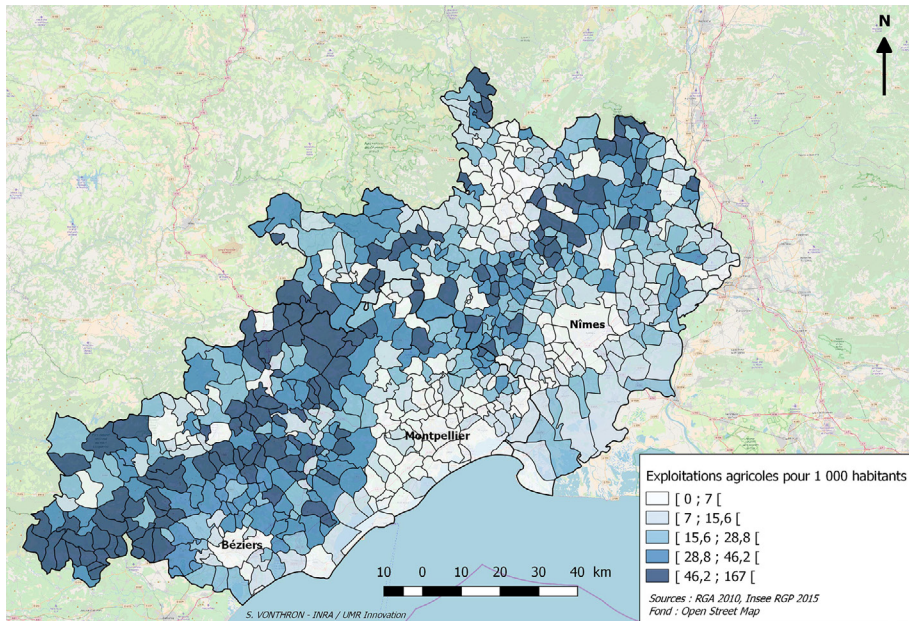 N
Nîmes
Montpellier
Béziers
Exploitations agricoles pour 1 000 habitants
[ 0 ; 7 [
[ 7 ; 15,6 [
[ 15,6 ; 28,8 [
[ 28,8 ; 46,2 [
[ 46,2 ; 167 [
10 0 10 20 30 40 km
Sources : RGA 2010, Insee RGP 2015
Fond : Open Street Map
S. VONTHRON - INRA / UMR Innovation